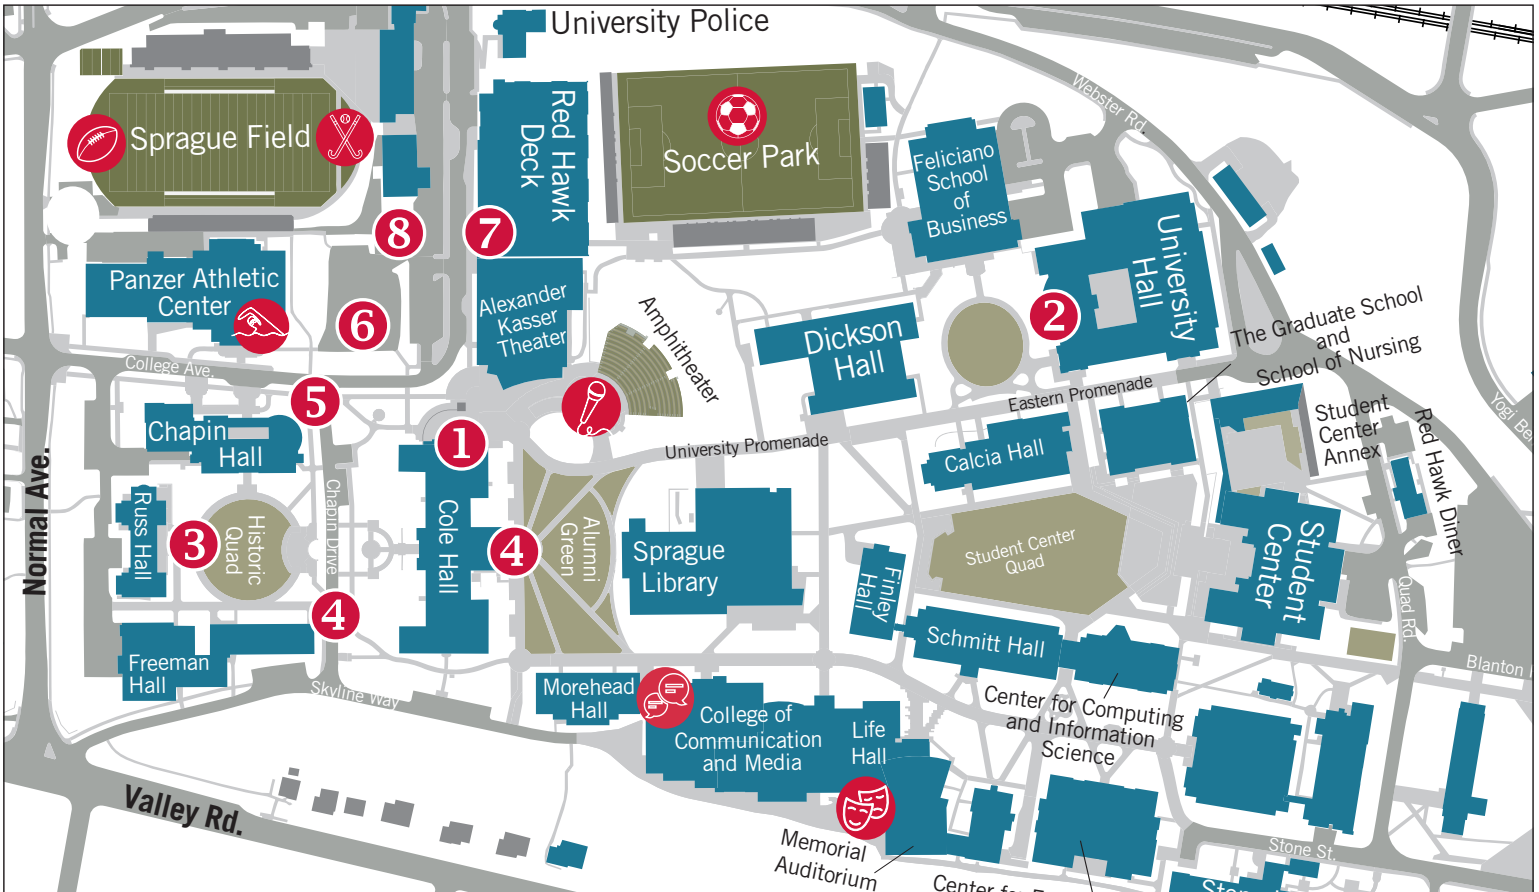 University Police
Webster Rd.
Sprague Field
Red Hawk
Deck
Soccer Park
Feliciano
School
of
Business
8
7
University
Hall
Panzer Athletic
Center
Alexander
Kasser
Theater
Amphitheater
6
2
Dickson
Hall
The Graduate School
and
School of Nursing
College Ave.
5
Eastern Promenade
Student
Center
Annex
Red Hawk Diner
Chapin
Hall
1
University Promenade
Calcia Hall
Normal Ave.
Russ Hall
3
Historic
Quad
Chapin Drive
Cole Hall
4
Alumni
Green
Sprague
Library
Student Center
Quad
Student
Center
Finley
Hall
Quad Rd.
4
Schmitt Hall
Freeman
Hall
Skyline Way
Morehead
Hall
College of
Communication
and Media
Life
Hall
Center for Computing
and Information
Science
Blanton
Valley Rd.
Memorial
Auditorium
Stone St.
Center for